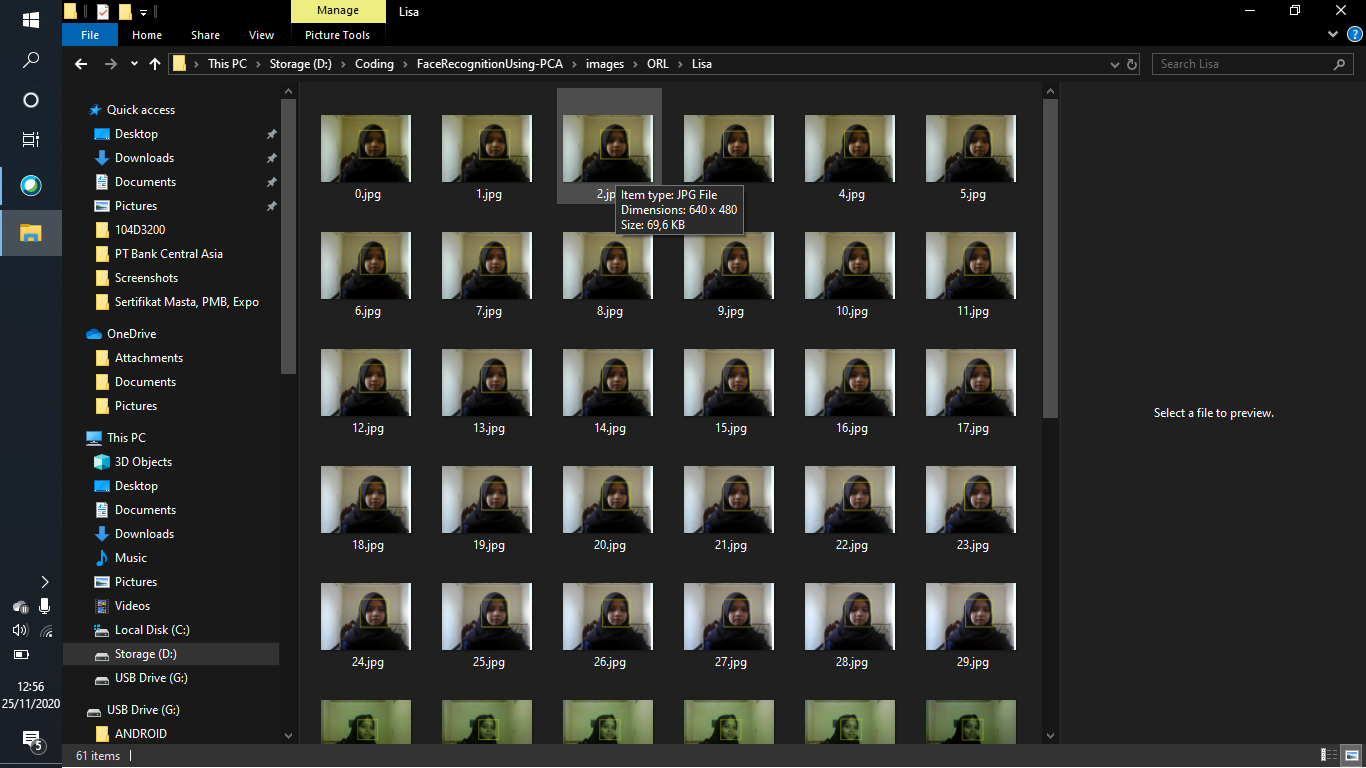 Manage
Lisa
File
Home
Share
View
Picture Tools
This PC
Storage (D:)
Coding
FaceRecognitionUsing-PCA
images
ORL
Lisa
Search Lisa
Quick access
Desktop
Downloads
Documents
Pictures
104D3200
PT Bank Central Asia
Screenshots
Sertifikat Masta, PMB, Expo
OneDrive
Attachments
Documents
Pictures
This PC
3D Objects
Desktop
Documents
Downloads
Music
Pictures
Videos
Local Disk (C:)
Storage (D:)
USB Drive (G:)
USB Drive (G:)
ANDROID
0.jpg
1.jpg
2.jp
4.jpg
5.jpg
Item type: JPG File
Dimensions: 640 x 480
Size: 69,6 KB
6.jpg
7.jpg
8.jpg
9.jpg
10.jpg
11.jpg
12.jpg
13.jpg
14.jpg
15.jpg
16.jpg
17.jpg
18.jpg
19.jpg
20.jpg
21.jpg
22.jpg
23.jpg
24.jpg
25.jpg
26.jpg
27.jpg
28.jpg
29.jpg
Select a file to preview.
12:56
25/11/2020
5
61 items